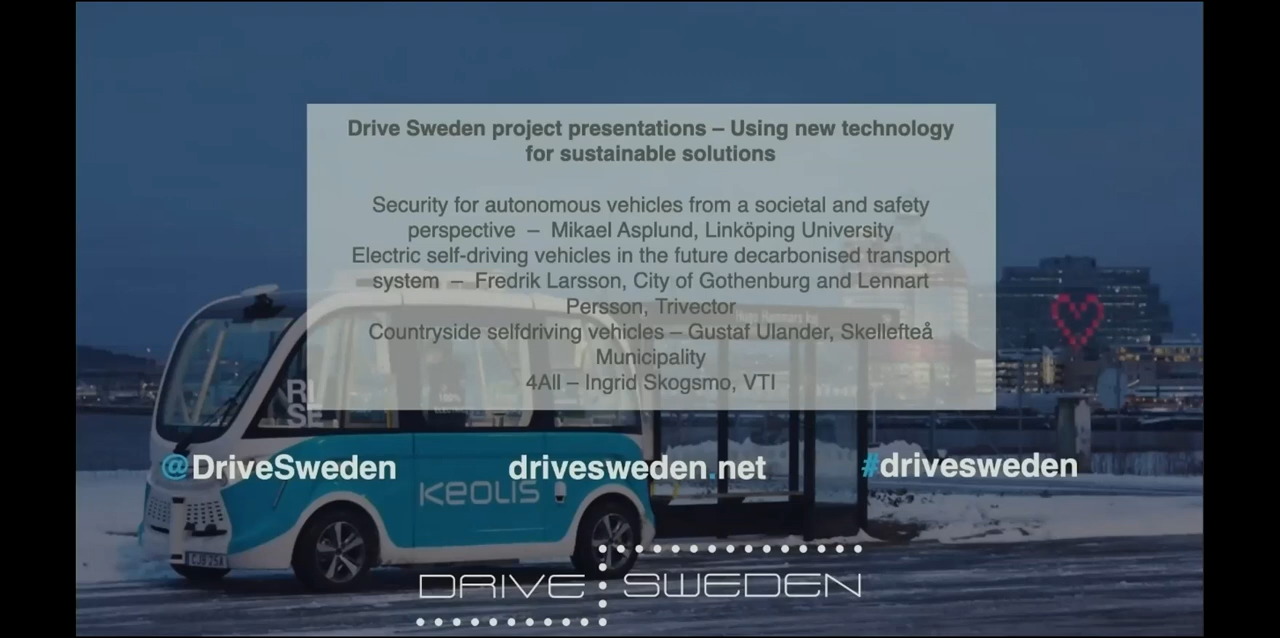 Drive Sweden project presentations – Using new technology
for sustainable solutions
Security for autonomous vehicles from a societal and safety
perspective – Mikael Asplund, Linköping University
Electric self-driving vehicles in the future decarbonised transport
system – Fredrik Larsson, City of Gothenburg and Lennart
Persson, Trivector
Countryside selfdriving vehicles – Gustaf Ulander, Skellefteå
Municipality
4All – Ingrid Skogsmo, VTI
RI
SE
@DriveSweden
drivesweden.net
#drivesweden
KEOLIS
DRIVE SWEDEN